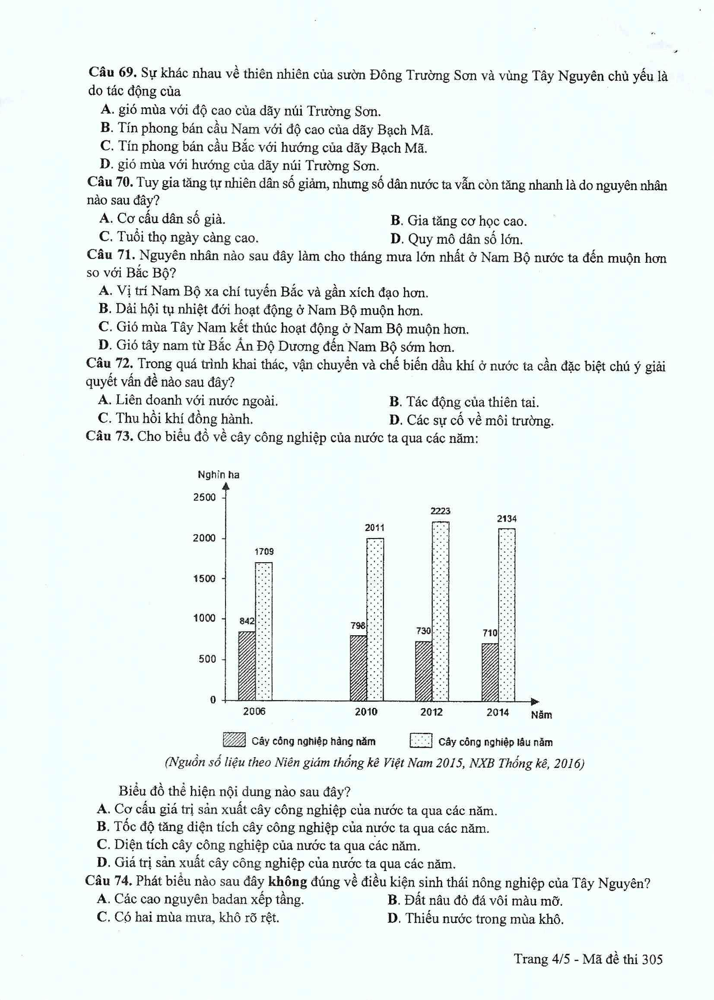 Câu 69. Sự khác nhau về thiên nhiên của sườn Đông Trường Sơn và vùng Tây Nguyên chủ yếu là
do tác động của
A. gió mùa với độ cao của dãy núi Trường Sơn.
B. Tín phong bán cầu Nam với độ cao của dãy Bạch Mã.
C. Tín phong bán cầu Bắc với hướng của dãy Bạch Mã.
D. gió mùa với hướng của dãy núi Trường Sơn.
Câu 70. Tuy gia tăng tự nhiên dân số giảm, nhưng số dân nước ta vẫn còn tăng nhanh là do nguyên nhân
nào sau đây?
A. Cơ cấu dân số già. B. Gia tăng cơ học cao.
C. Tuổi thọ ngày càng cao. D. Quy mô dân số lớn.
Câu 71. Nguyên nhân nào sau đây làm cho tháng mưa lớn nhất ở Nam Bộ nước ta đến muộn hơn
so với Bắc Bộ?
A. Vị trí Nam Bộ xa chí tuyến Bắc và gần xích đạo hơn.
B. Dải hội tụ nhiệt đới hoạt động ở Nam Bộ muộn hơn.
C. Gió mùa Tây Nam kết thúc hoạt động ở Nam Bộ muộn hơn.
D. Gió tây nam từ Bắc Ấn Độ Dương đến Nam Bộ sớm hơn.
Câu 72. Trong quá trình khai thác, vận chuyển và chế biến dầu khí ở nước ta cần đặc biệt chú ý giải
quyết vấn đề nào sau đây?
A. Liên doanh với nước ngoài. B. Tác động của thiên tai.
C. Thu hồi khí đồng hành. D. Các sự cố về môi trường.
Câu 73. Cho biểu đồ về cây công nghiệp của nước ta qua các năm:
Nghìn ha
2500
2223
2134
2011
2000
1709
1500
1000
842
798
730
710
500
0
2006 2010 2012 2014 Năm
Cây công nghiệp hàng năm Cây công nghiệp lâu năm
(Nguồn số liệu theo Niên giám thống kê Việt Nam 2015, NXB Thống kê, 2016)
Biểu đồ thể hiện nội dung nào sau đây?
A. Cơ cấu giá trị sản xuất cây công nghiệp của nước ta qua các năm.
B. Tốc độ tăng diện tích cây công nghiệp của nước ta qua các năm.
C. Diện tích cây công nghiệp của nước ta qua các năm.
D. Giá trị sản xuất cây công nghiệp của nước ta qua các năm.
Câu 74. Phát biểu nào sau đây không đúng về điều kiện sinh thái nông nghiệp của Tây Nguyên?
A. Các cao nguyên badan xếp tầng. B. Đất nâu đỏ đá vôi màu mỡ.
C. Có hai mùa mưa, khô rõ rệt. D. Thiếu nước trong mùa khô.
Trang 4/5 - Mã đề thi 305